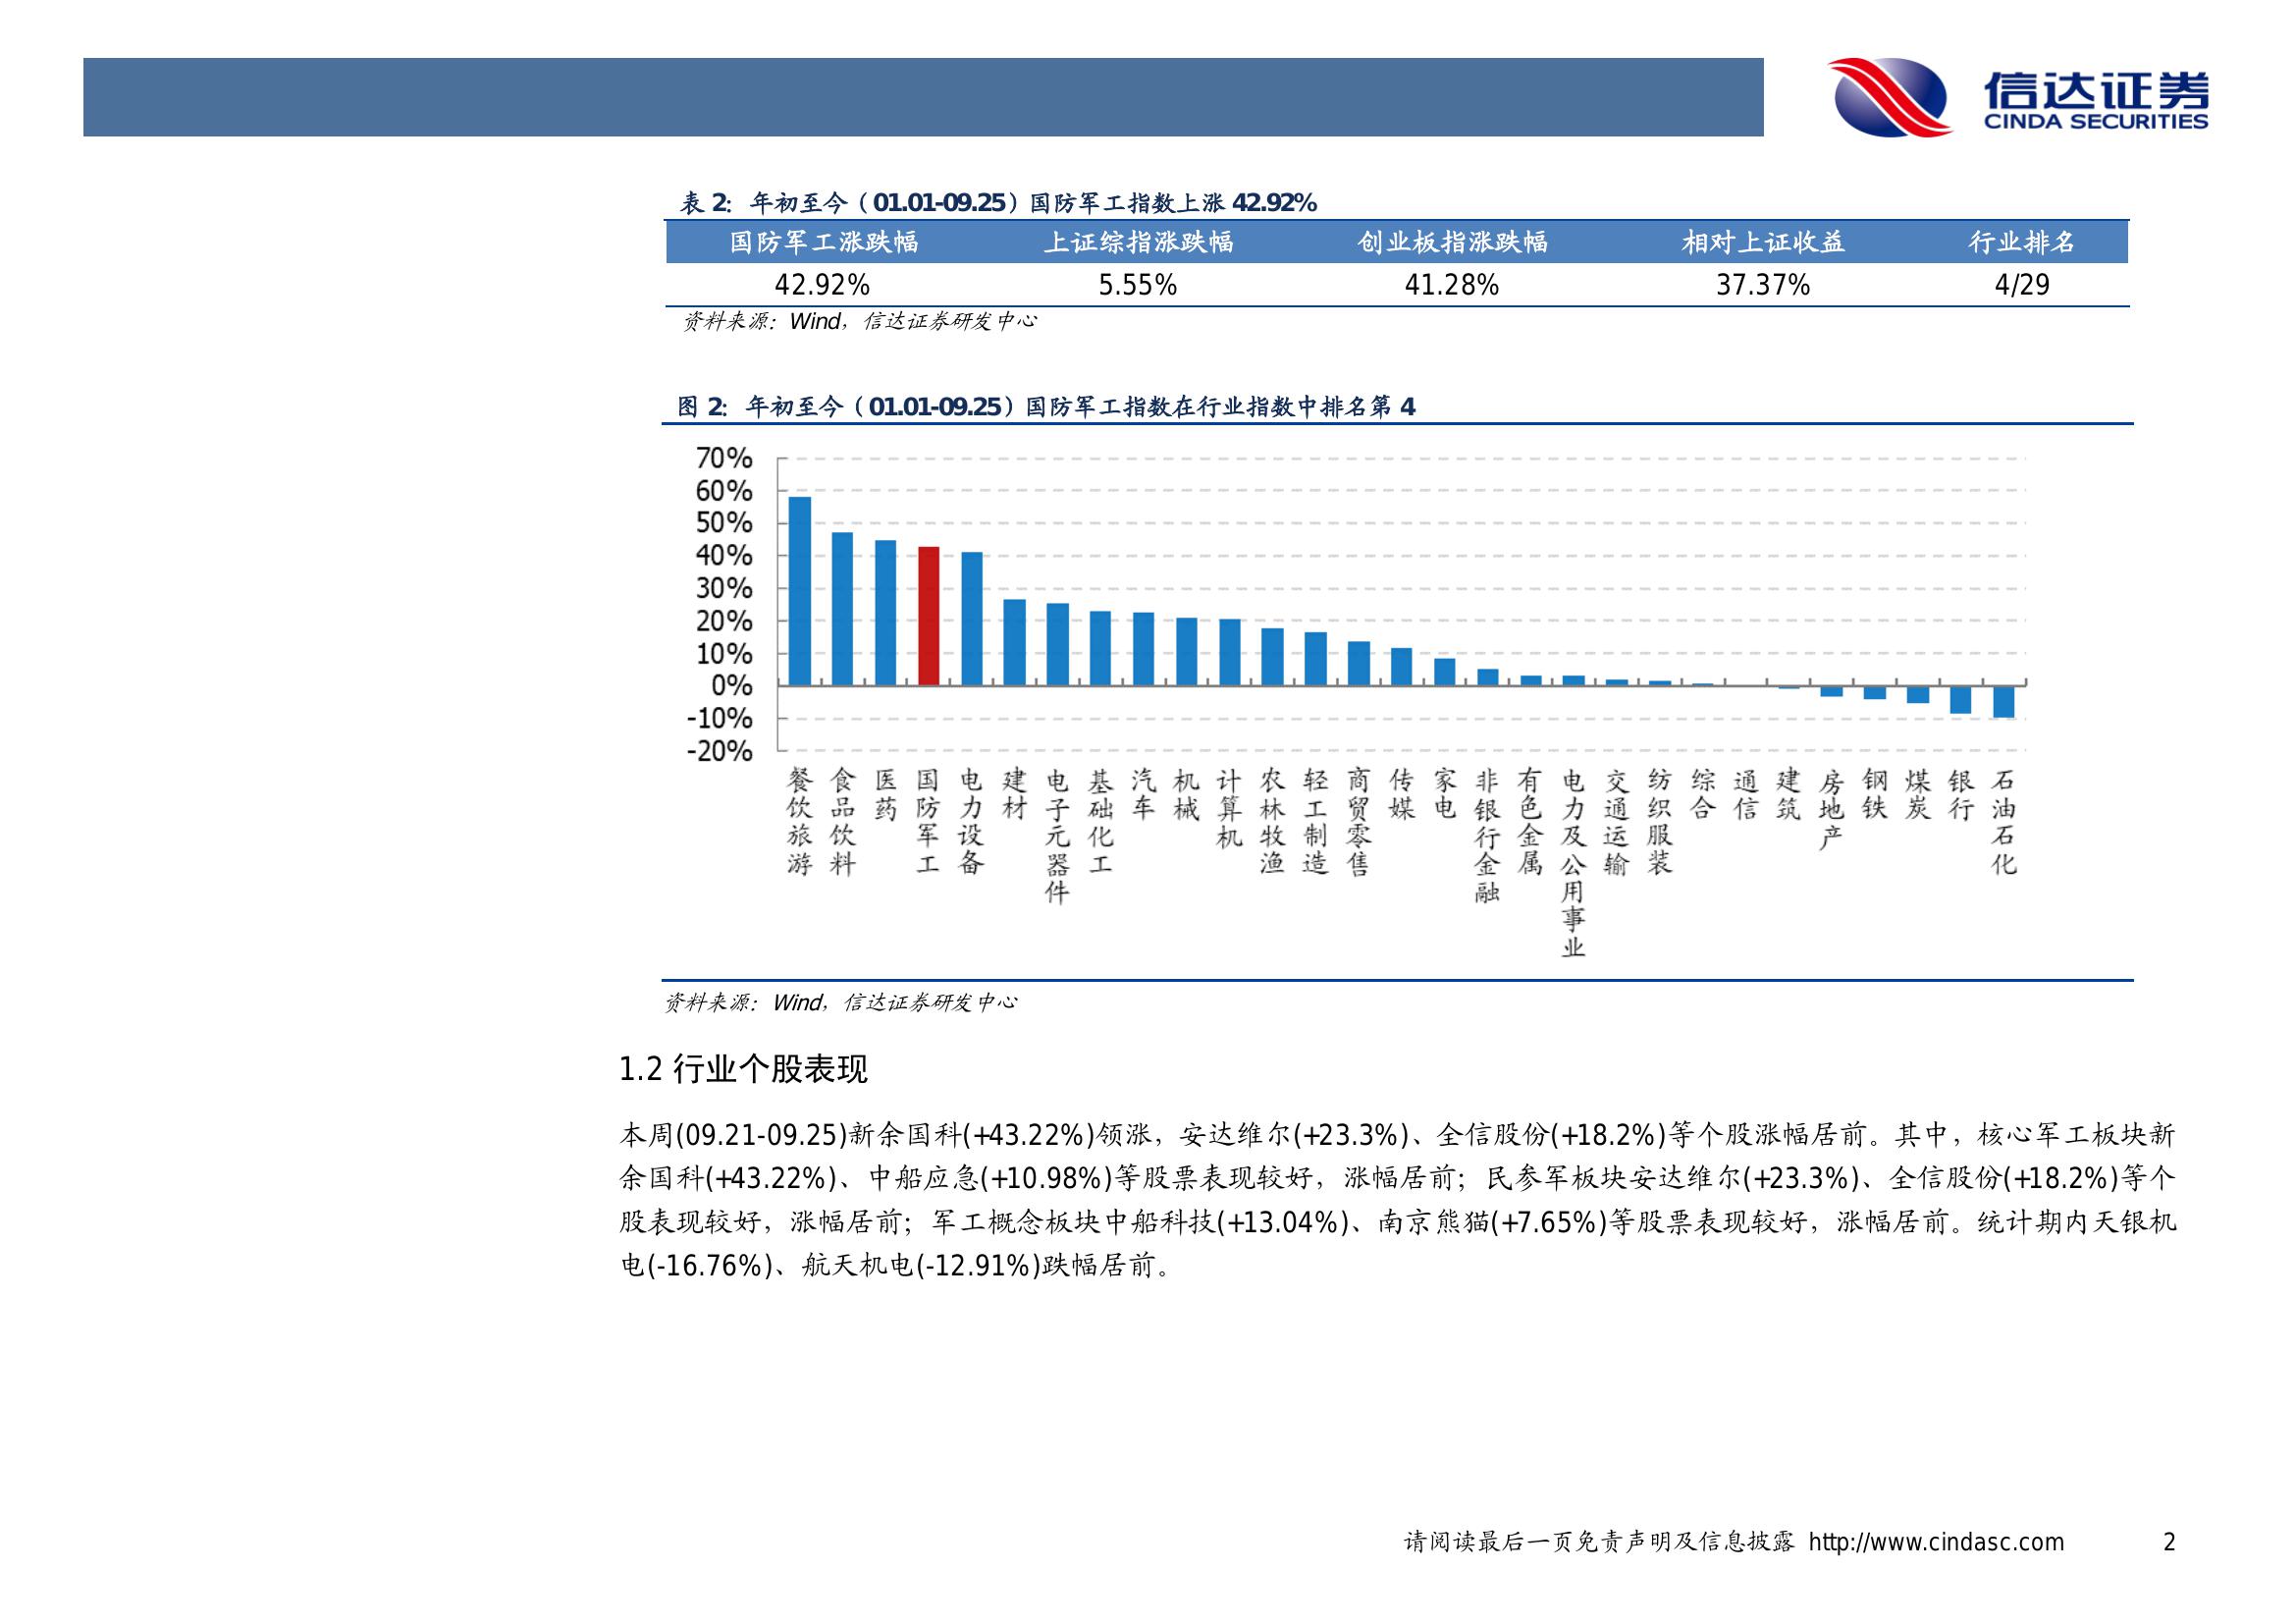 信达证券
CINDA SECURITIES
表 2：年初至今（01.01-09.25）国防军工指数上涨 42.92%
国防军工涨跌幅 上证综指涨跌幅 创业板指涨跌幅 相对上证收益 行业排名
42.92% 5.55% 41.28% 37.37% 4/29
资料来源：Wind，信达证券研发中心
图 2：年初至今（01.01-09.25）国防军工指数在行业指数中排名第 4
70%
60%
50%
40%
30%
20%
10%
0%
-10%
-20%
餐饮旅游
食品饮料
医药
国防军工
电力设备
建材
电子元器件
基础化工
汽车
机械
计算机
农林牧渔
轻工制造
商贸零售
传媒
家电
非银行金融
有色金属
电力及公用事业
交通运输
纺织服装
综合
通信
建筑
房地产
钢铁
煤炭
银行
石油石化
资料来源：Wind，信达证券研发中心
1.2 行业个股表现
本周(09.21-09.25)新余国科(+43.22%)领涨，安达维尔(+23.3%)、全信股份(+18.2%)等个股涨幅居前。其中，核心军工板块新
余国科(+43.22%)、中船应急(+10.98%)等股票表现较好，涨幅居前；民参军板块安达维尔(+23.3%)、全信股份(+18.2%)等个
股表现较好，涨幅居前；军工概念板块中船科技(+13.04%)、南京熊猫(+7.65%)等股票表现较好，涨幅居前。统计期内天银机
电(-16.76%)、航天机电(-12.91%)跌幅居前。
请阅读最后一页免责声明及信息披露 http://www.cindasc.com 2